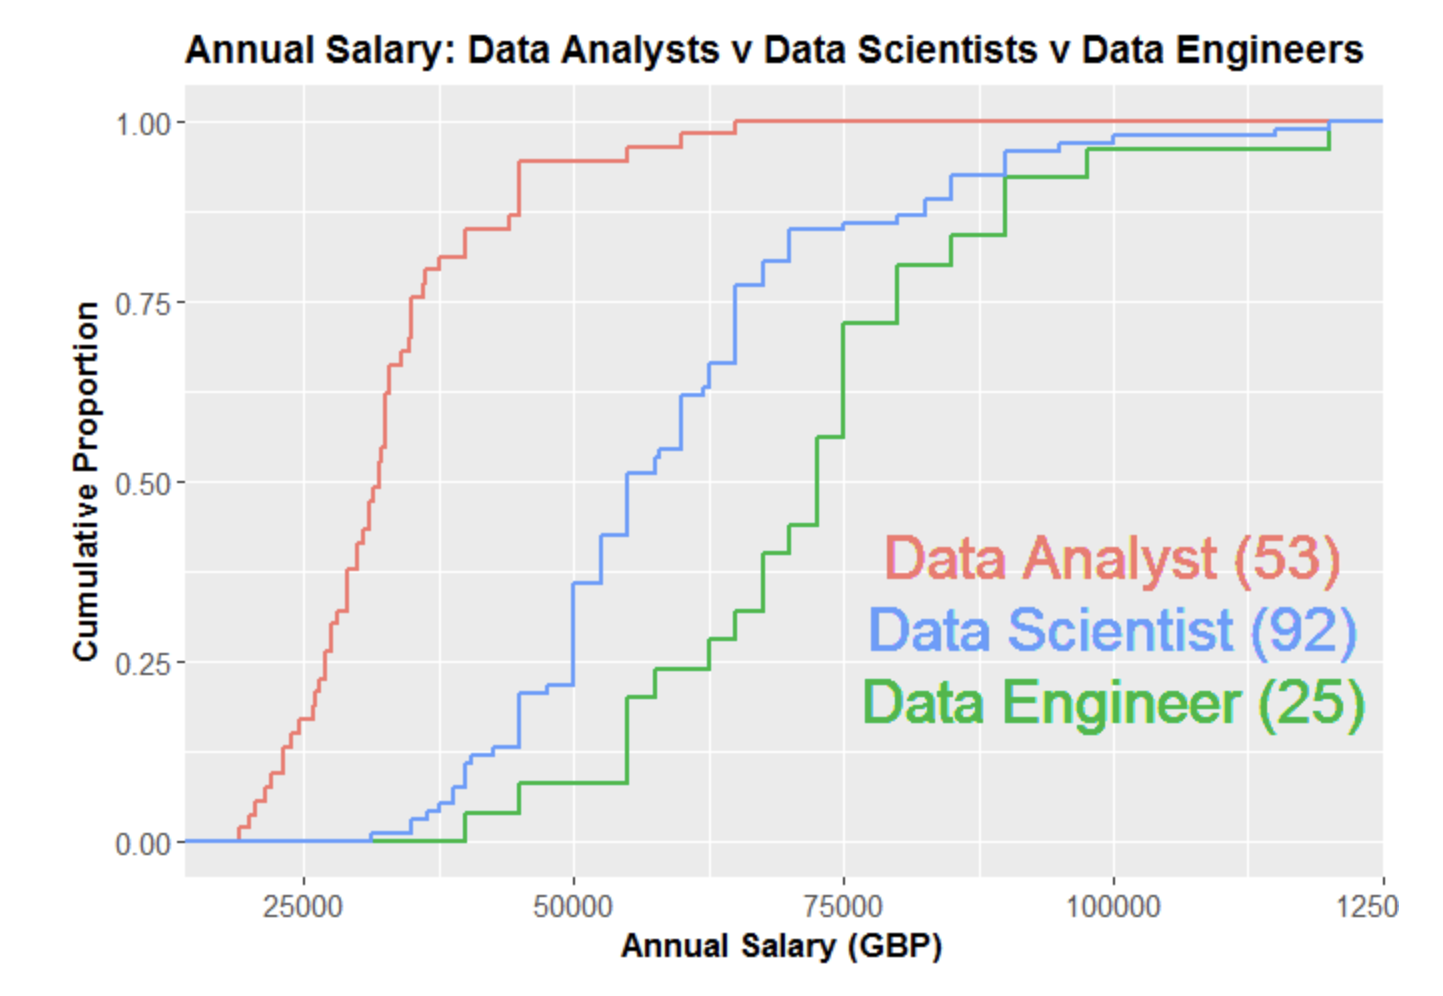 Annual Salary: Data Analysts v Data Scientists v Data Engineers
1.00
0.75
0.50
0.25
0.00
Cumulative Proportion
Data Analyst (53)
Data Scientist (92)
Data Engineer (25)
25000 50000 75000 100000 1250
Annual Salary (GBP)